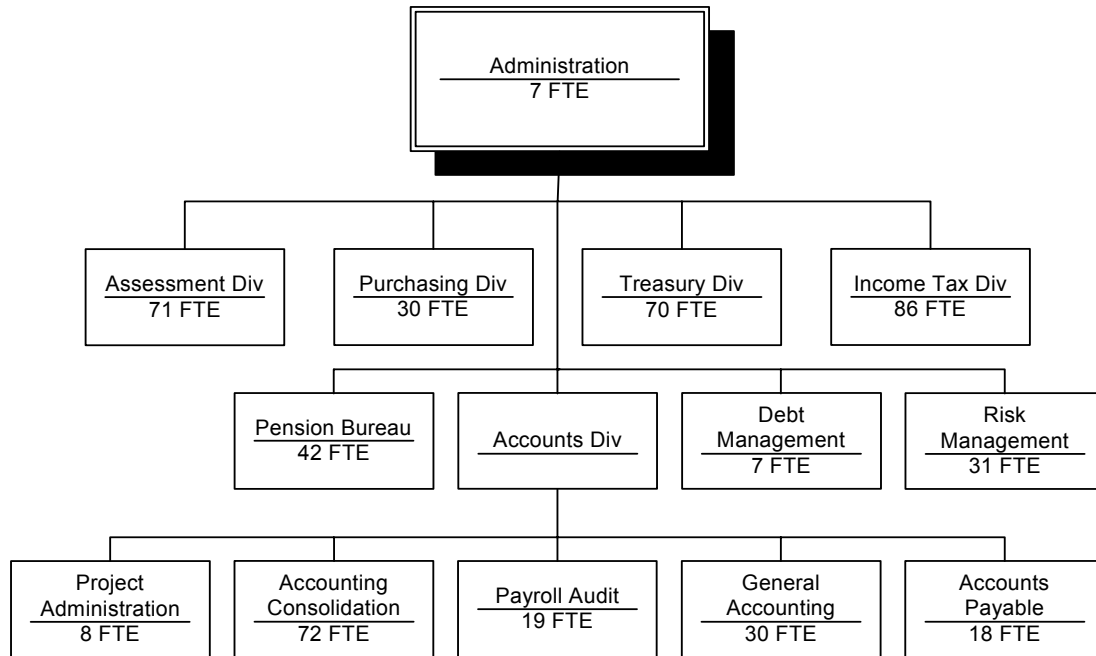 Administration
7 FTE
Assessment Div
71 FTE
Purchasing Div
30 FTE
Treasury Div
70 FTE
Income Tax Div
86 FTE
Pension Bureau
42 FTE
Accounts Div
Debt
Management
7 FTE
Risk
Management
31 FTE
Project
Administration
8 FTE
Accounting
Consolidation
72 FTE
Payroll Audit
19 FTE
General
Accounting
30 FTE
Accounts
Payable
18 FTE